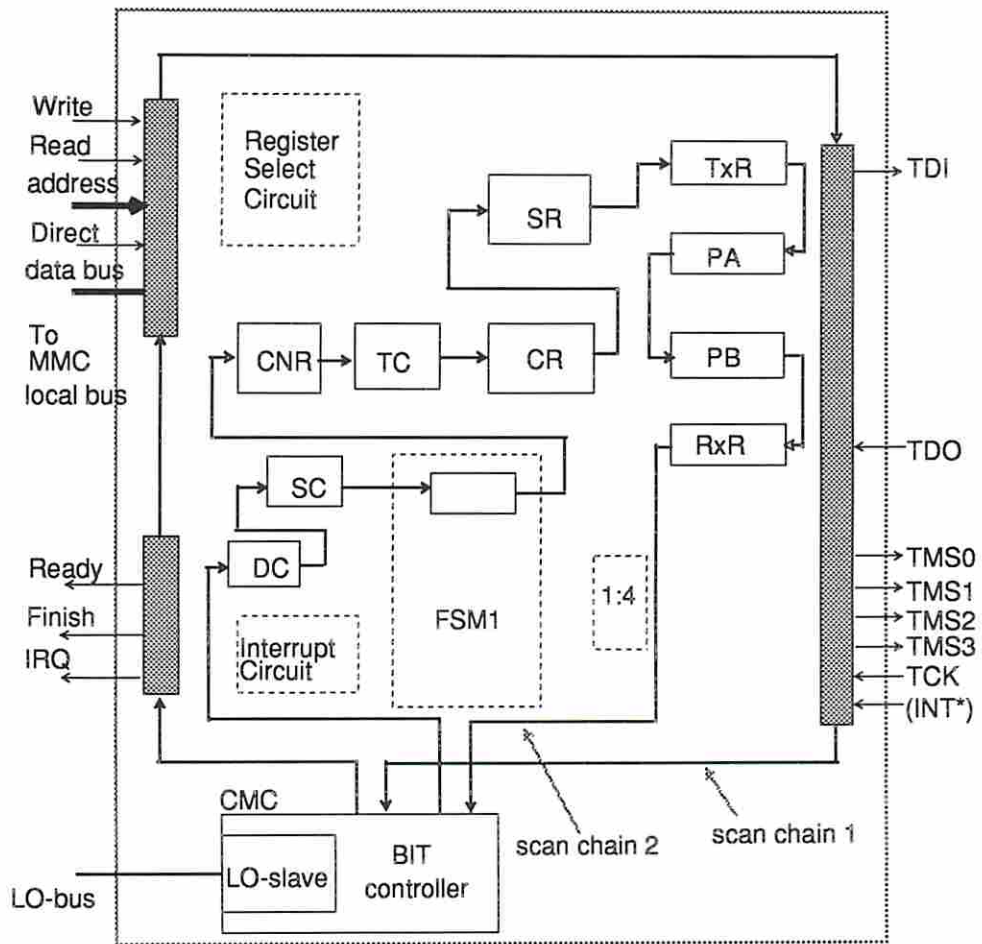 Write
Read
address
Direct
data bus
To
MMC
local bus
Ready
Finish
IRQ
LO-bus
Register
Select
Circuit
SR
TxR
PA
PB
RxR
CNR
TC
CR
SC
DC
FSM1
1:4
Interrupt
Circuit
TDI
TDO
TMS0
TMS1
TMS2
TMS3
TCK
(INT*)
CMC
LO-slave
BIT
controller
scan chain 2
scan chain 1